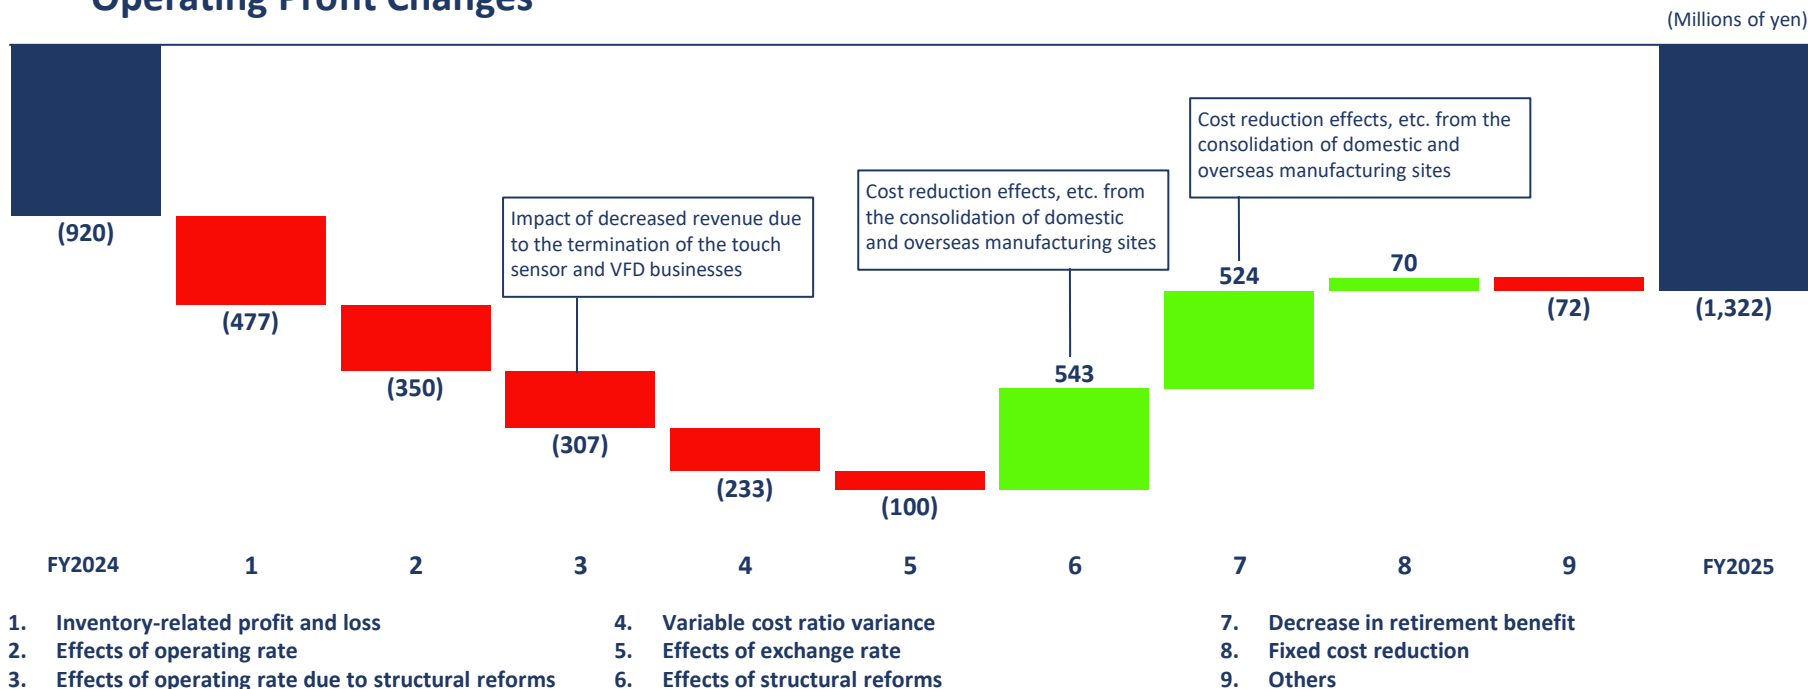 Operating Profit Changes
(Millions of yen)
Cost reduction effects, etc. from the
consolidation of domestic and
overseas manufacturing sites
Cost reduction effects, etc. from
the consolidation of domestic
and overseas manufacturing sites
Impact of decreased revenue due
to the termination of the touch
sensor and VFD businesses
(920)
(477)
(350)
(307)
(233)
(100)
543
524
70
(72)
(1,322)
FY2024 1 2 3 4 5 6 7 8 9 FY2025
1. Inventory-related profit and loss
2. Effects of operating rate
3. Effects of operating rate due to structural reforms
4. Variable cost ratio variance
5. Effects of exchange rate
6. Effects of structural reforms
7. Decrease in retirement benefit
8. Fixed cost reduction
9. Others